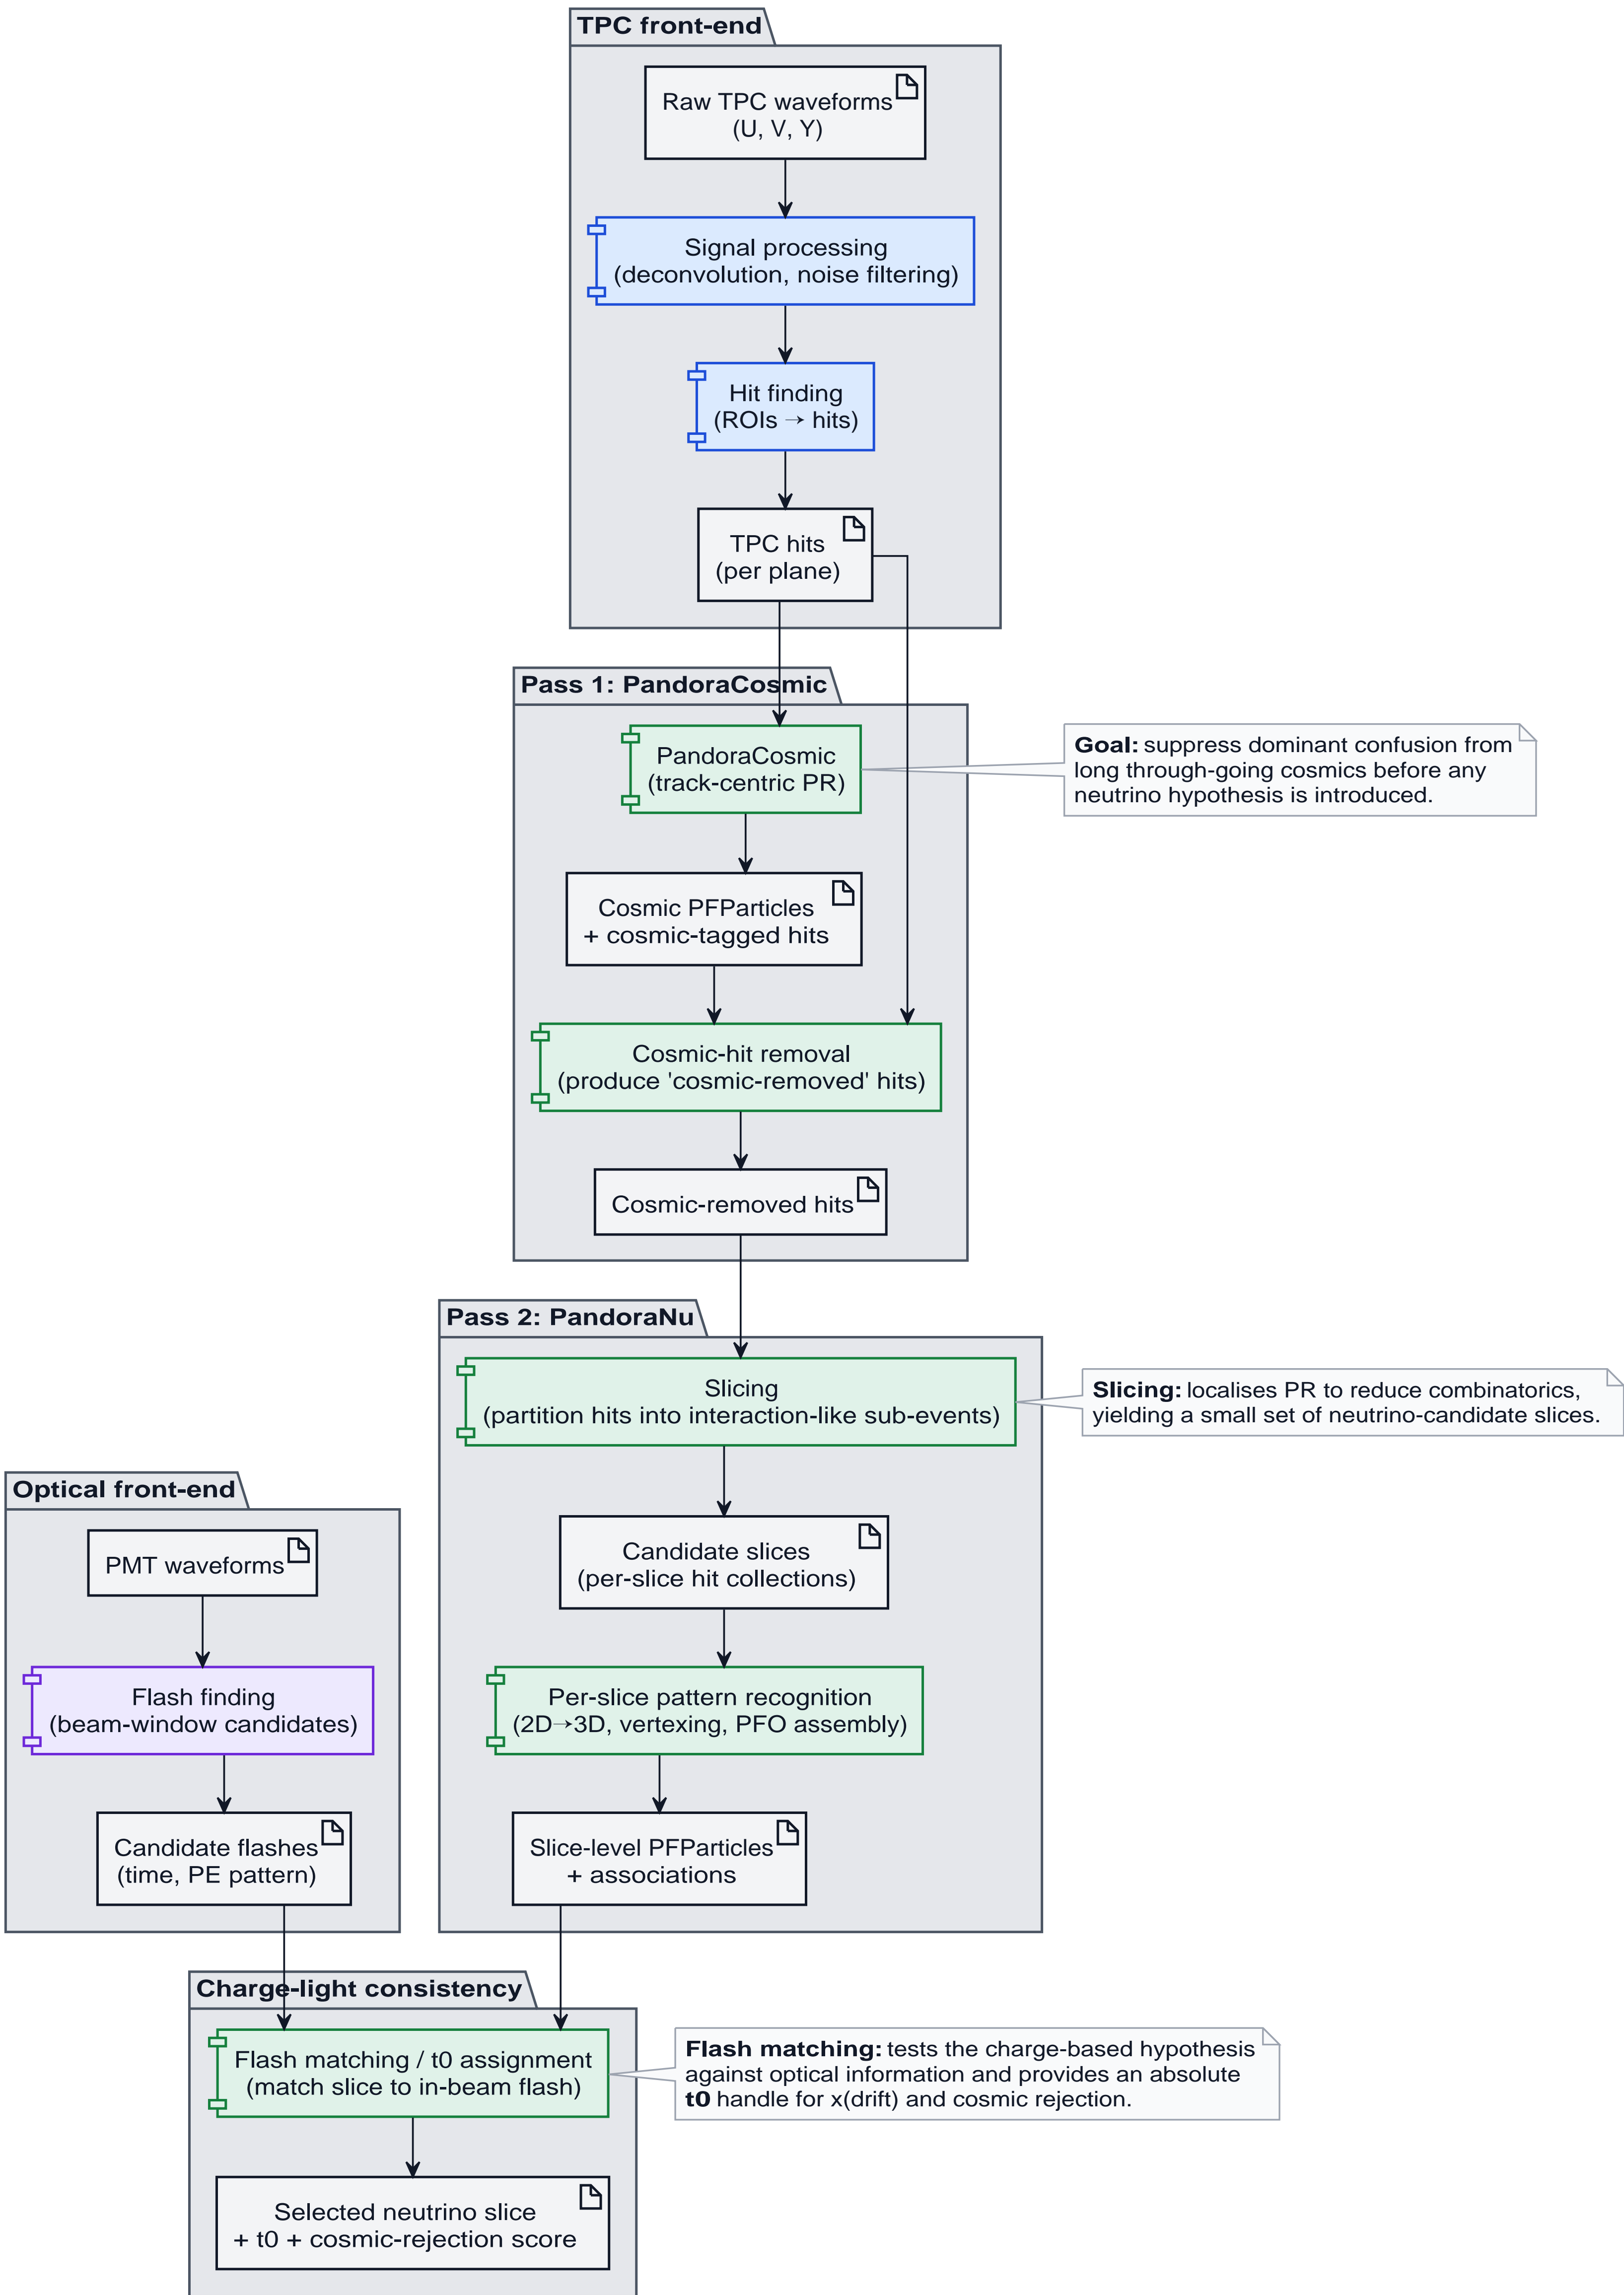 TPC front-end
Raw TPC waveforms
(U, V, Y)
Signal processing
(deconvolution, noise filtering)
Hit finding
(ROIs → hits)
TPC hits
(per plane)
Pass 1: PandoraCosmic
PandoraCosmic
(track-centric PR)
Goal: suppress dominant confusion from
long through-going cosmics before any
neutrino hypothesis is introduced.
Cosmic PFParticles
+ cosmic-tagged hits
Cosmic-hit removal
(produce 'cosmic-removed' hits)
Cosmic-removed hits
Pass 2: PandoraNu
Slicing
(partition hits into interaction-like sub-events)
Slicing: localises PR to reduce combinatorics,
yielding a small set of neutrino-candidate slices.
Candidate slices
(per-slice hit collections)
Per-slice pattern recognition
(2D→3D, vertexing, PFO assembly)
Slice-level PFParticles
+ associations
Optical front-end
PMT waveforms
Flash finding
(beam-window candidates)
Candidate flashes
(time, PE pattern)
Charge-light consistency
Flash matching / t0 assignment
(match slice to in-beam flash)
Flash matching: tests the charge-based hypothesis
against optical information and provides an absolute
t0 handle for x(drift) and cosmic rejection.
Selected neutrino slice
+ t0 + cosmic-rejection score